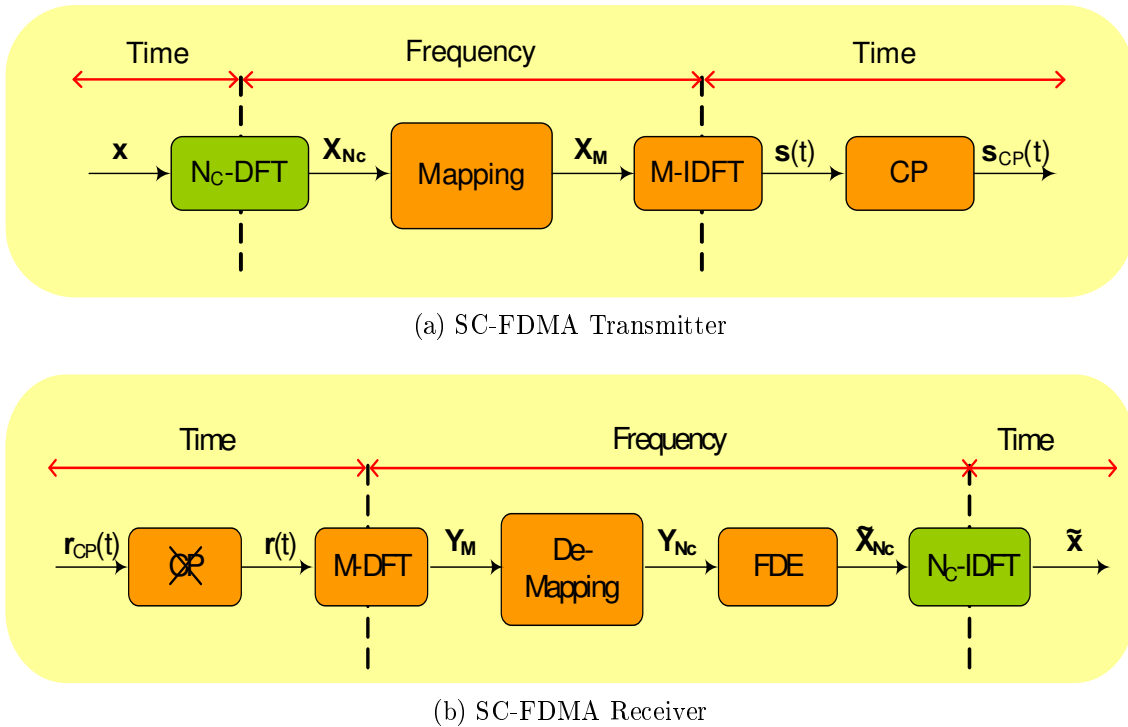 Time Frequency Time
x N_C-DFT X_Nc Mapping X_M M-IDFT s(t) CP s_CP(t)
(a) SC-FDMA Transmitter
Time Frequency Time
r_CP(t) CP r(t) M-DFT Y_M De-Mapping Y_Nc FDE X̃_Nc N_C-IDFT x̃
(b) SC-FDMA Receiver